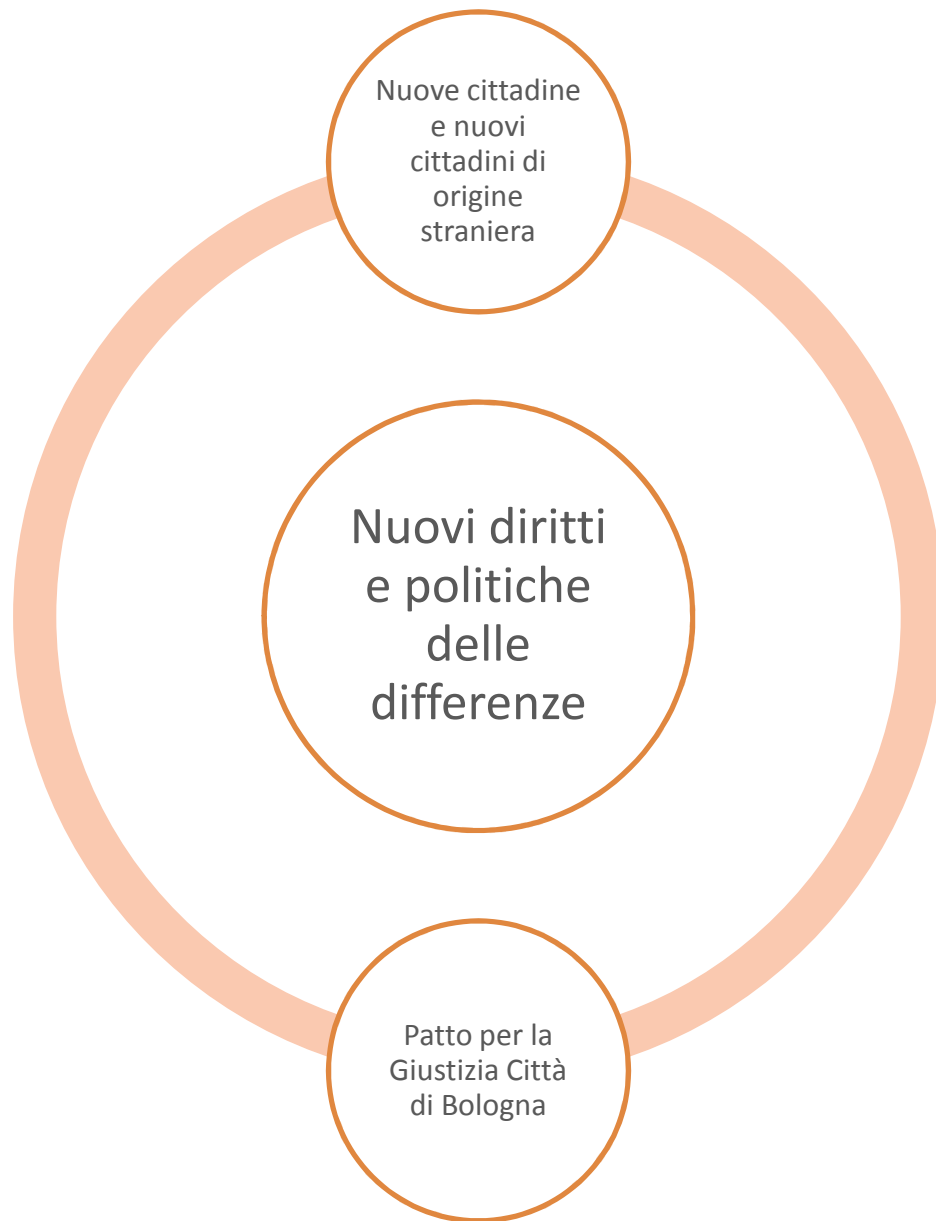 Nuove cittadine
e nuovi
cittadini di
origine
straniera
Nuovi diritti
e politiche
delle
differenze
Patto per la
Giustizia Città
di Bologna